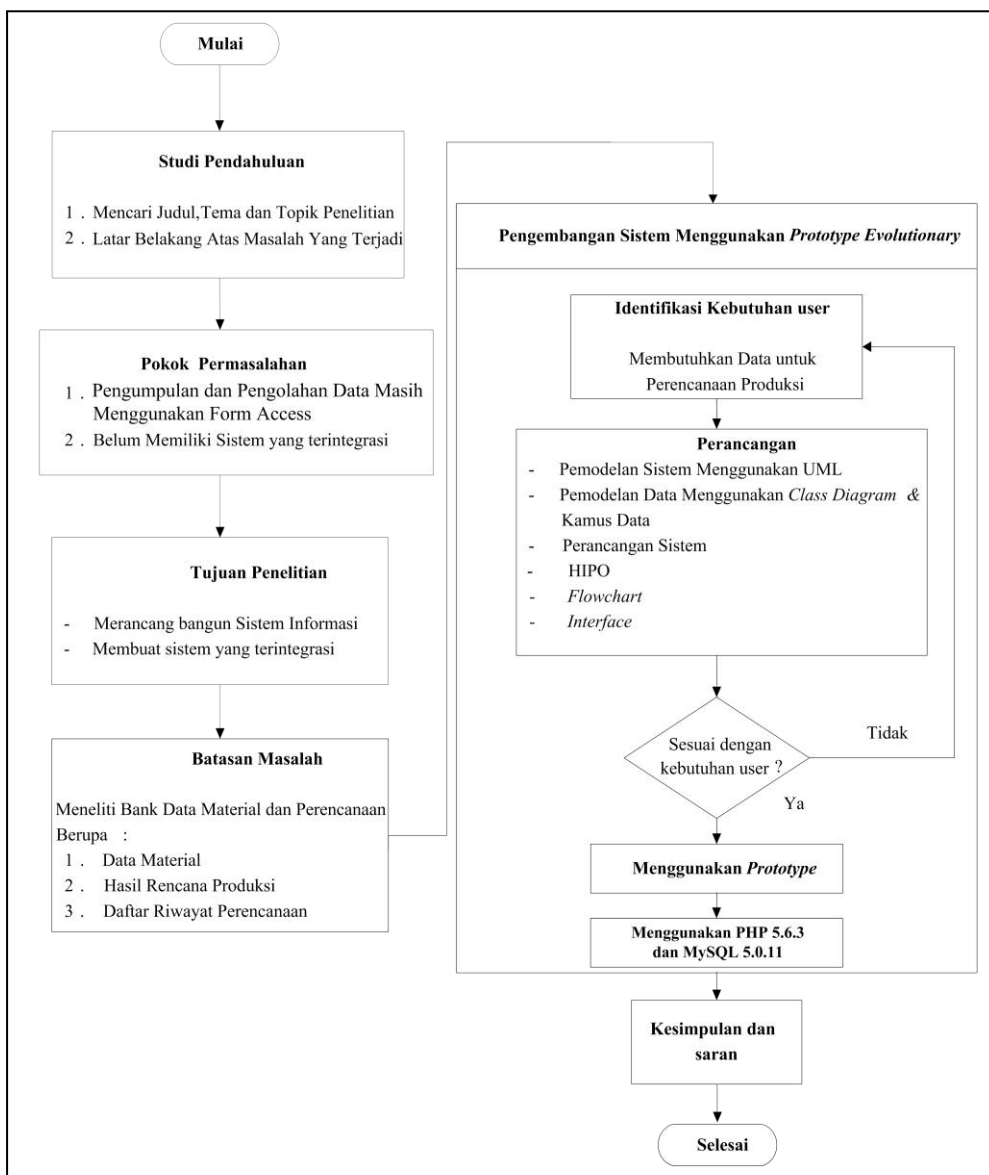 Mulai
Studi Pendahuluan
1 . Mencari Judul,Tema dan Topik Penelitian
2 . Latar Belakang Atas Masalah Yang Terjadi
Pokok Permasalahan
1 . Pengumpulan dan Pengolahan Data Masih
Menggunakan Form Access
2 . Belum Memiliki Sistem yang terintegrasi
Tujuan Penelitian
- Merancang bangun Sistem Informasi
- Membuat sistem yang terintegrasi
Batasan Masalah
Meneliti Bank Data Material dan Perencanaan
Berupa :
1 . Data Material
2 . Hasil Rencana Produksi
3 . Daftar Riwayat Perencanaan
Pengembangan Sistem Menggunakan Prototype Evolutionary
Identifikasi Kebutuhan user
Membutuhkan Data untuk
Perencanaan Produksi
Perancangan
- Pemodelan Sistem Menggunakan UML
- Pemodelan Data Menggunakan Class Diagram &
Kamus Data
- Perancangan Sistem
- HIPO
- Flowchart
- Interface
Sesuai dengan
kebutuhan user ?
Tidak
Ya
Menggunakan Prototype
Menggunakan PHP 5.6.3
dan MySQL 5.0.11
Kesimpulan dan
saran
Selesai